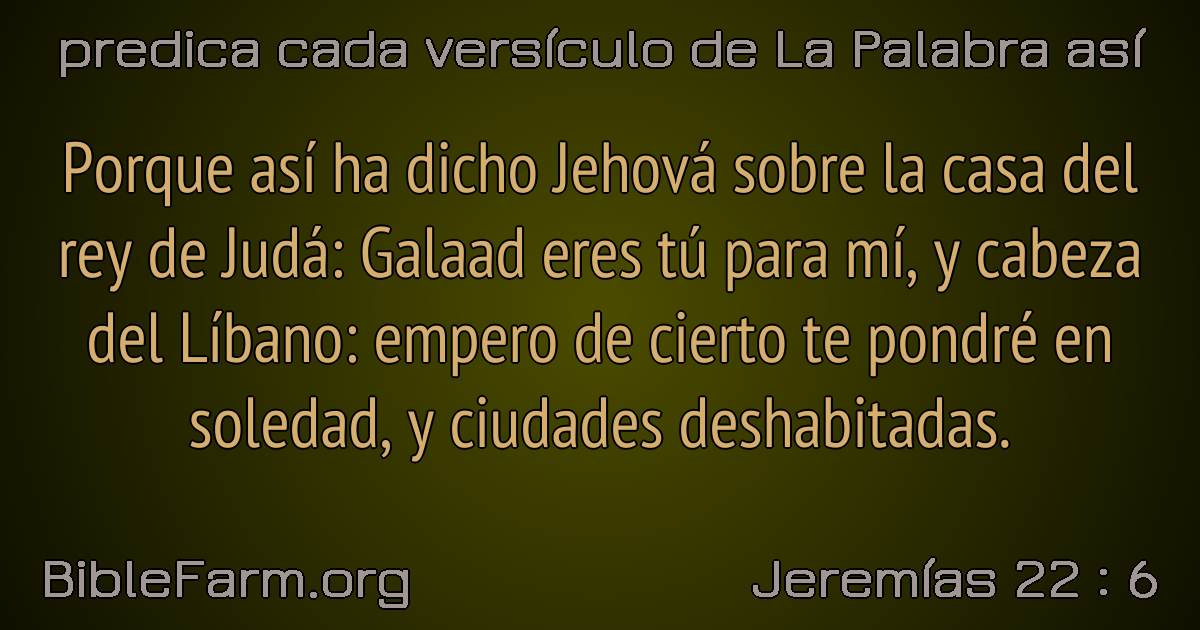 predica cada versículo de La Palabra así
Porque así ha dicho Jehová sobre la casa del
rey de Judá: Galaad eres tú para mí, y cabeza
del Líbano: empero de cierto te pondré en
soledad, y ciudades deshabitadas.
BibleFarm.org
Jeremías 22 : 6